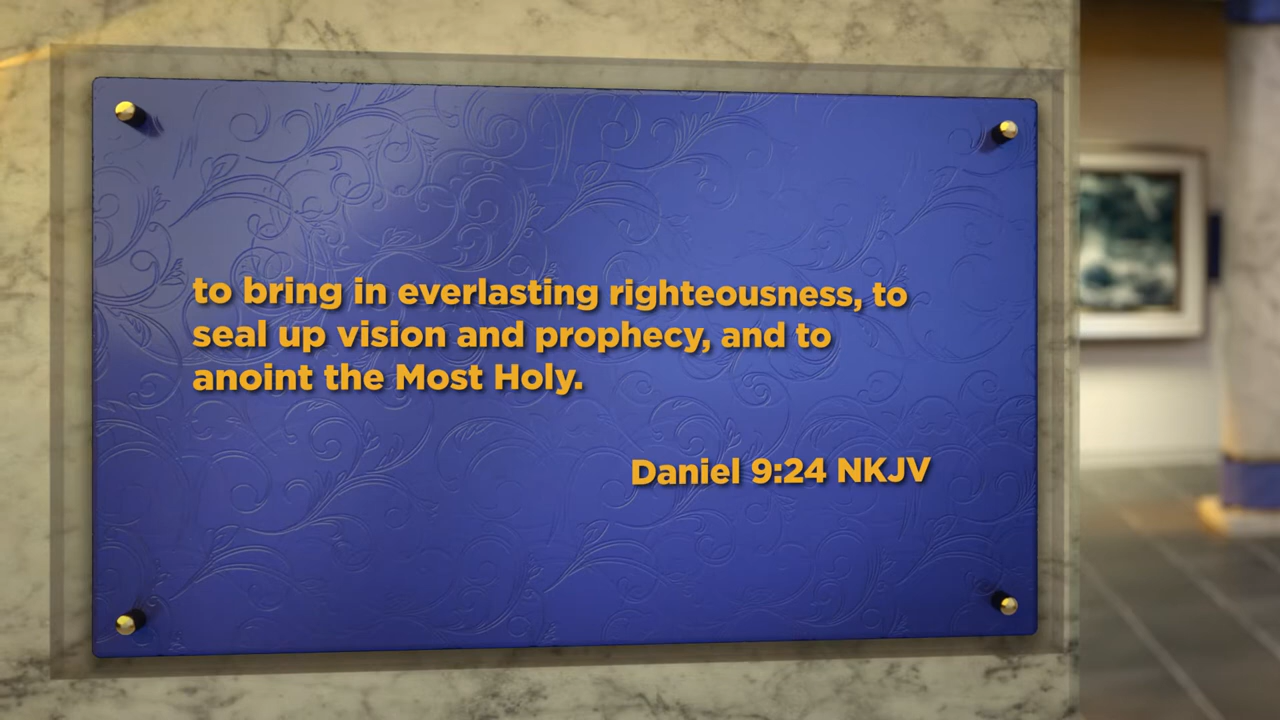 to bring in everlasting righteousness, to
seal up vision and prophecy, and to
anoint the Most Holy.
Daniel 9:24 NKJV